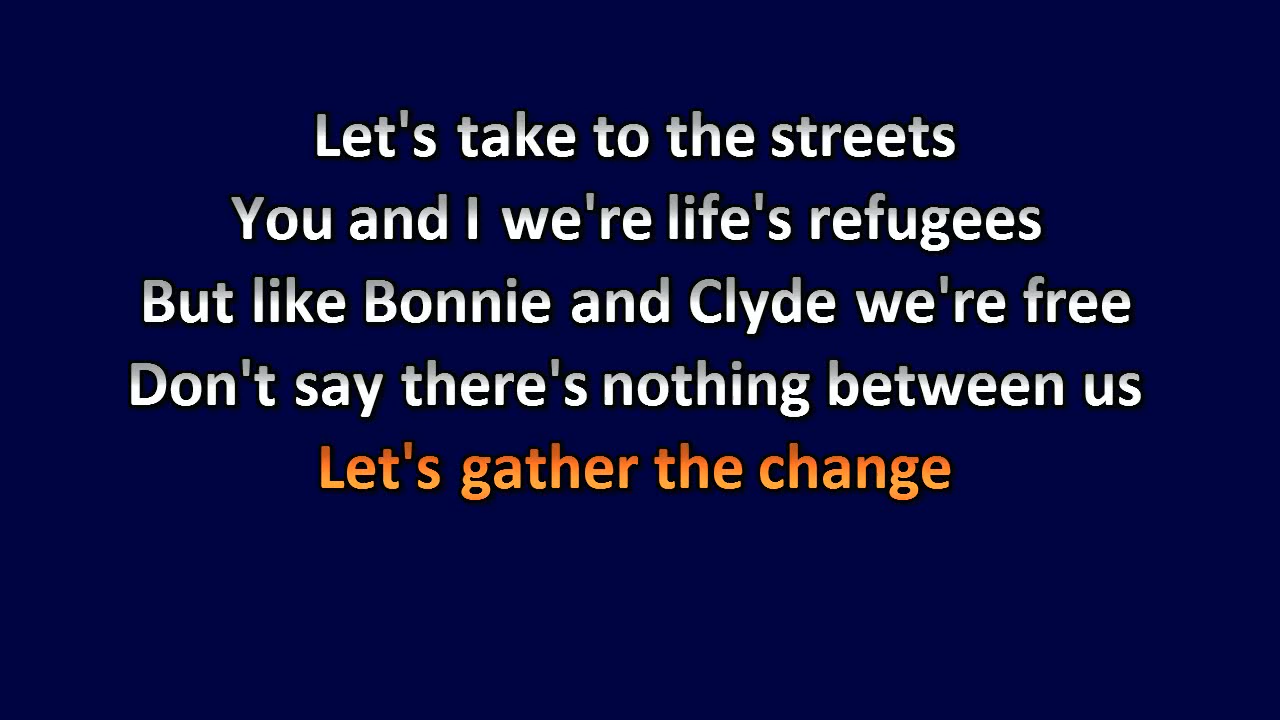 Let's take to the streets
You and I we're life's refugees
But like Bonnie and Clyde we're free
Don't say there's nothing between us
Let's gather the change